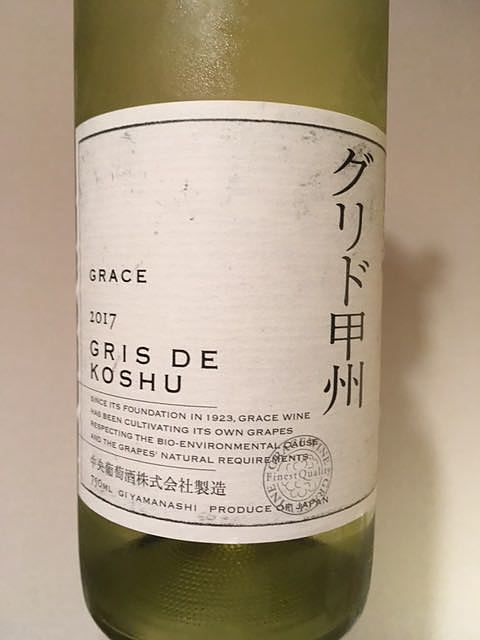 グリド甲州
GRACE
2017
GRIS DE
KOSHU
SINCE ITS FOUNDATION IN 1923, GRACE WINE
HAS BEEN CULTIVATING ITS OWN GRAPES
RESPECTING THE BIO-ENVIRONMENTAL CAUSE
AND THE GRAPES' NATURAL REQUIREMENTS.
中央葡萄酒株式会社製造
750ML GI YAMANASHI PRODUCE OF JAPAN
GRACE WINE
Finest Quality